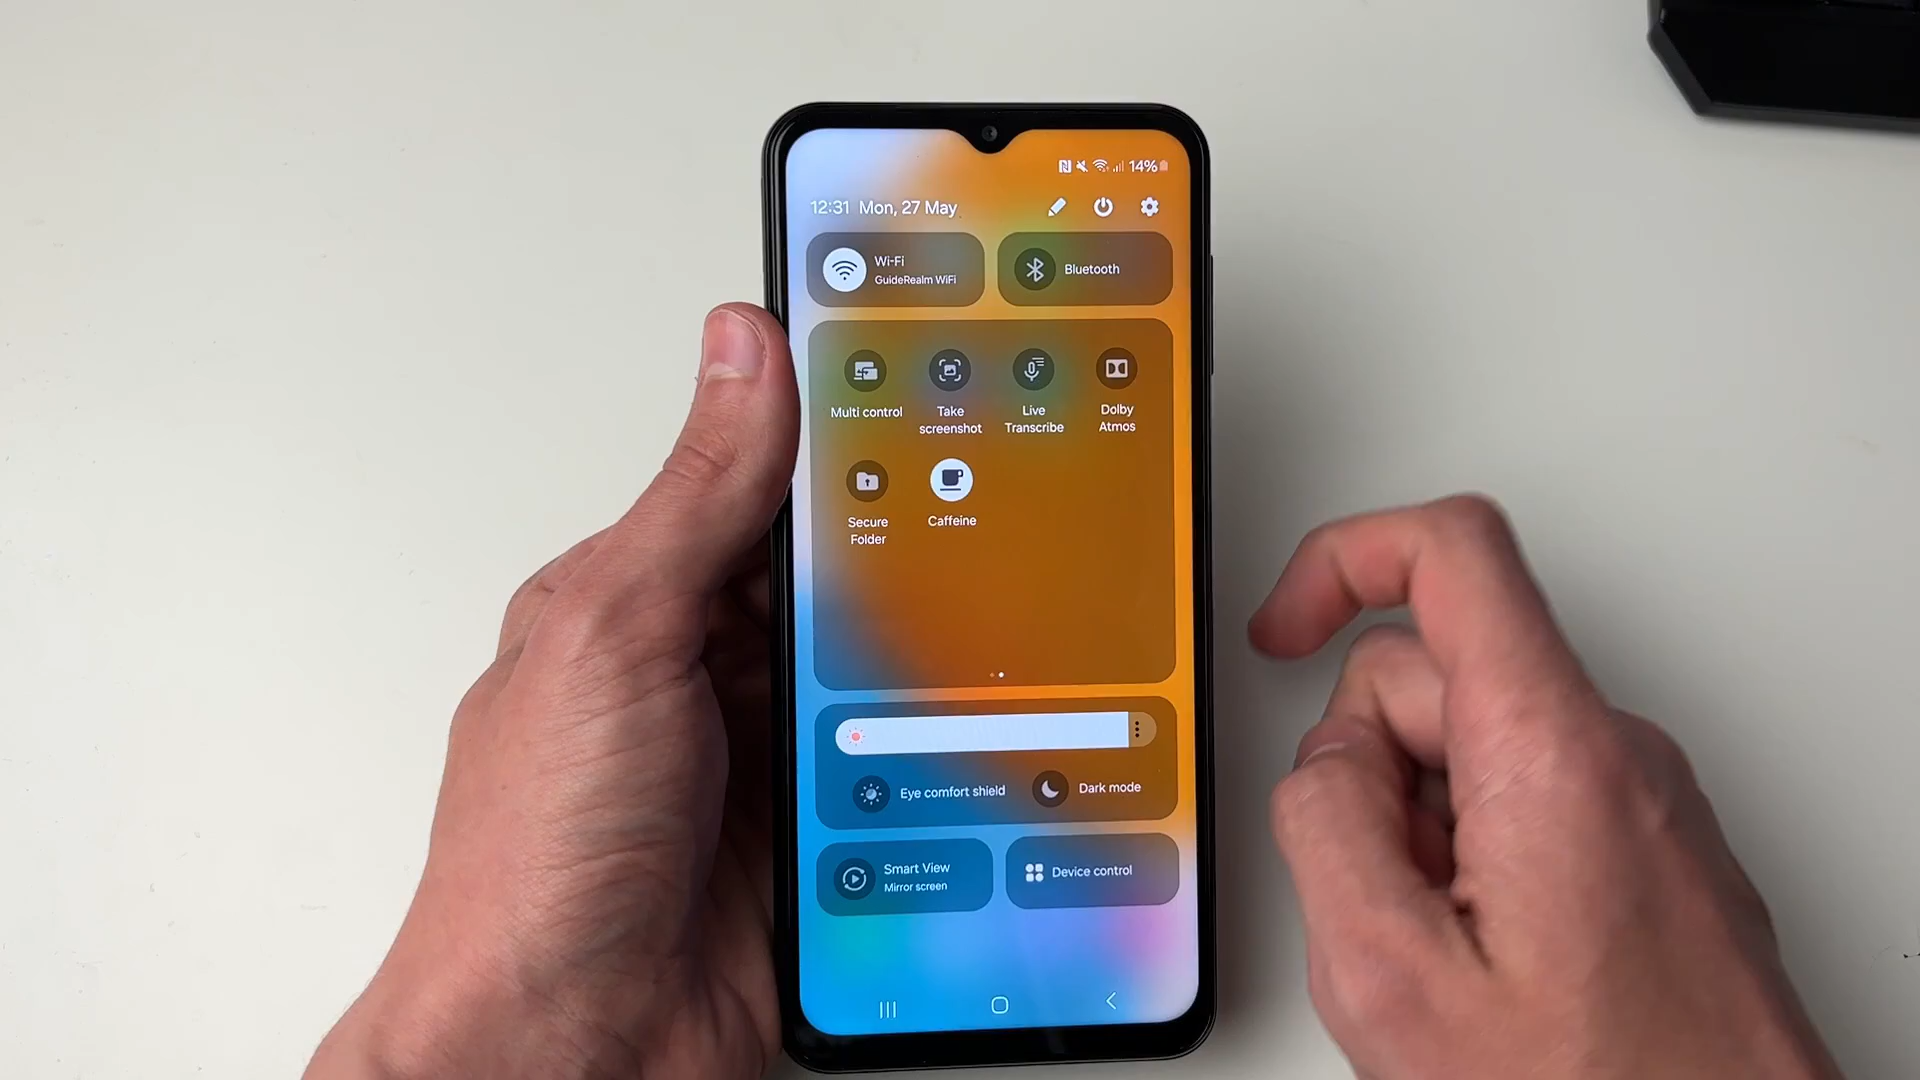 14%
12:31 Mon, 27 May
Wi-Fi
GuideRealm WiFi
Bluetooth
Multi control
Take
screenshot
Live
Transcribe
Dolby
Atmos
Secure
Folder
Caffeine
Eye comfort shield
Dark mode
Smart View
Mirror screen
Device control